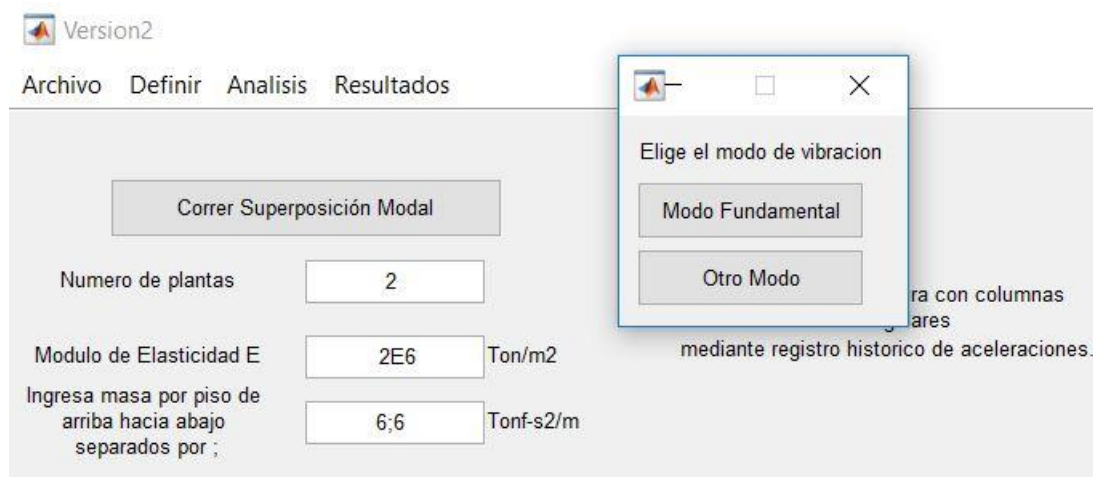 Version2
Archivo Definir Analisis Resultados
Elige el modo de vibracion
Modo Fundamental
Otro Modo
Correr Superposición Modal
Numero de plantas
2
Modulo de Elasticidad E
2E6
Ton/m2
Ingresa masa por piso de
arriba hacia abajo
separados por ;
6;6
Tonf-s2/m
con columnas
mediante registro historico de aceleraciones.